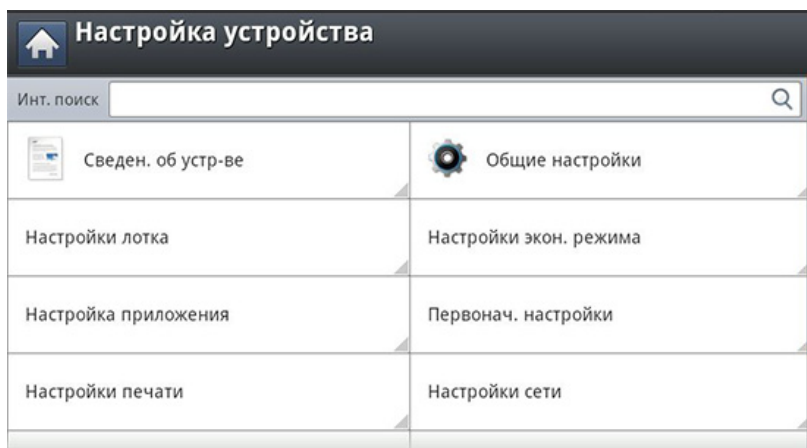 Настройка устройства
Инт. поиск
Сведен. об устр-ве
Общие настройки
Настройки лотка
Настройки экон. режима
Настройка приложения
Первонач. настройки
Настройки печати
Настройки сети